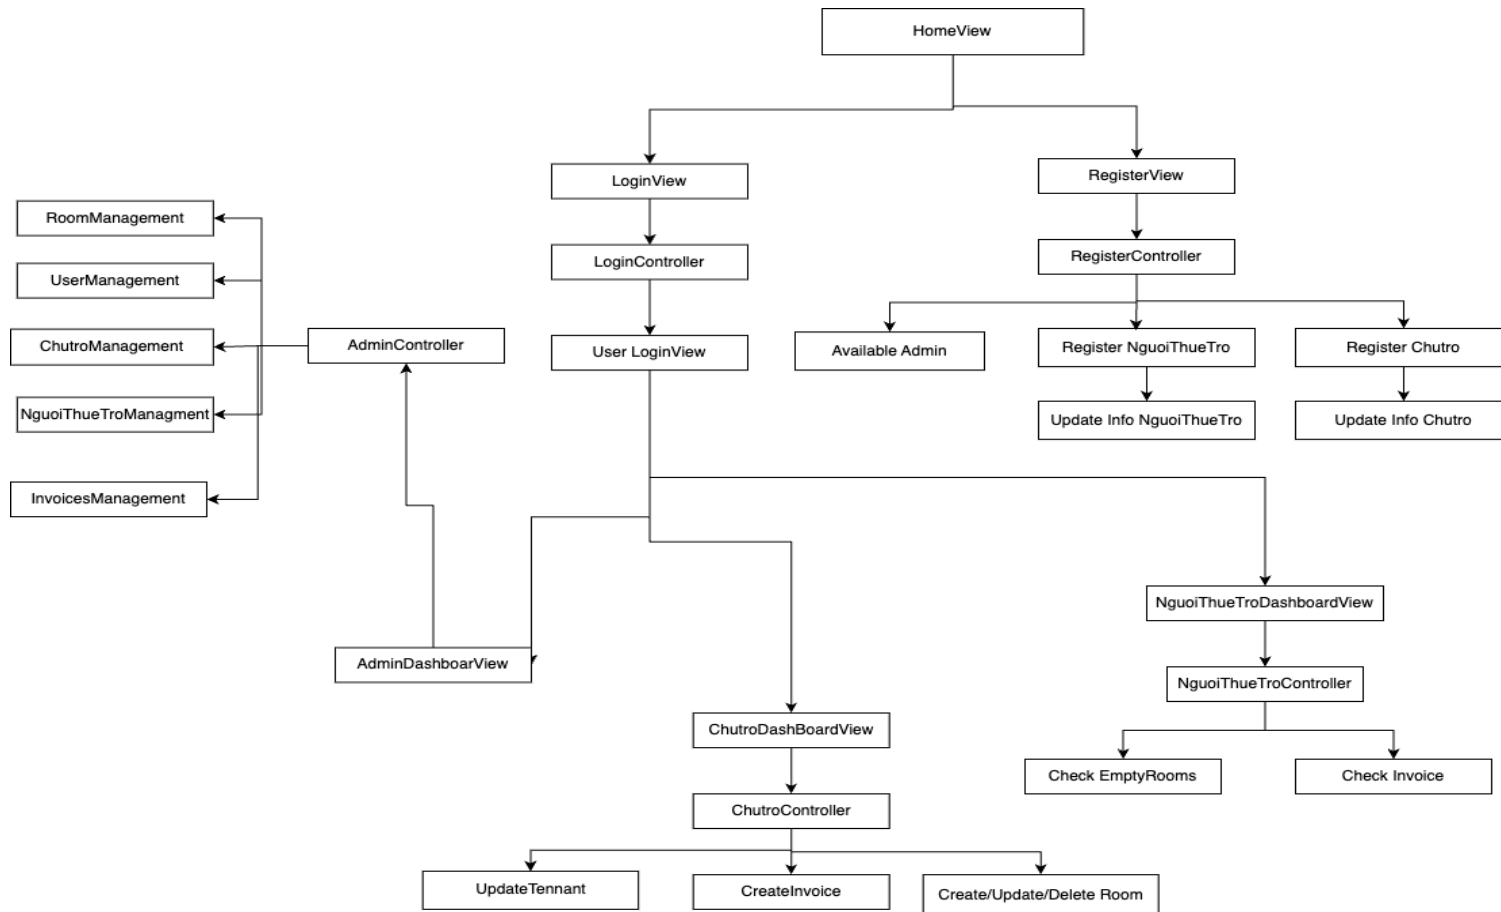 HomeView
LoginView
RegisterView
RoomManagement
LoginController
RegisterController
UserManagement
ChutroManagement
AdminController
User LoginView
Available Admin
Register NguoiThueTro
Register Chutro
NguoiThueTroManagment
Update Info NguoiThueTro
Update Info Chutro
InvoicesManagement
NguoiThueTroDashboardView
AdminDashboarView
NguoiThueTroController
ChutroDashBoardView
Check EmptyRooms
Check Invoice
ChutroController
UpdateTennant
CreateInvoice
Create/Update/Delete Room